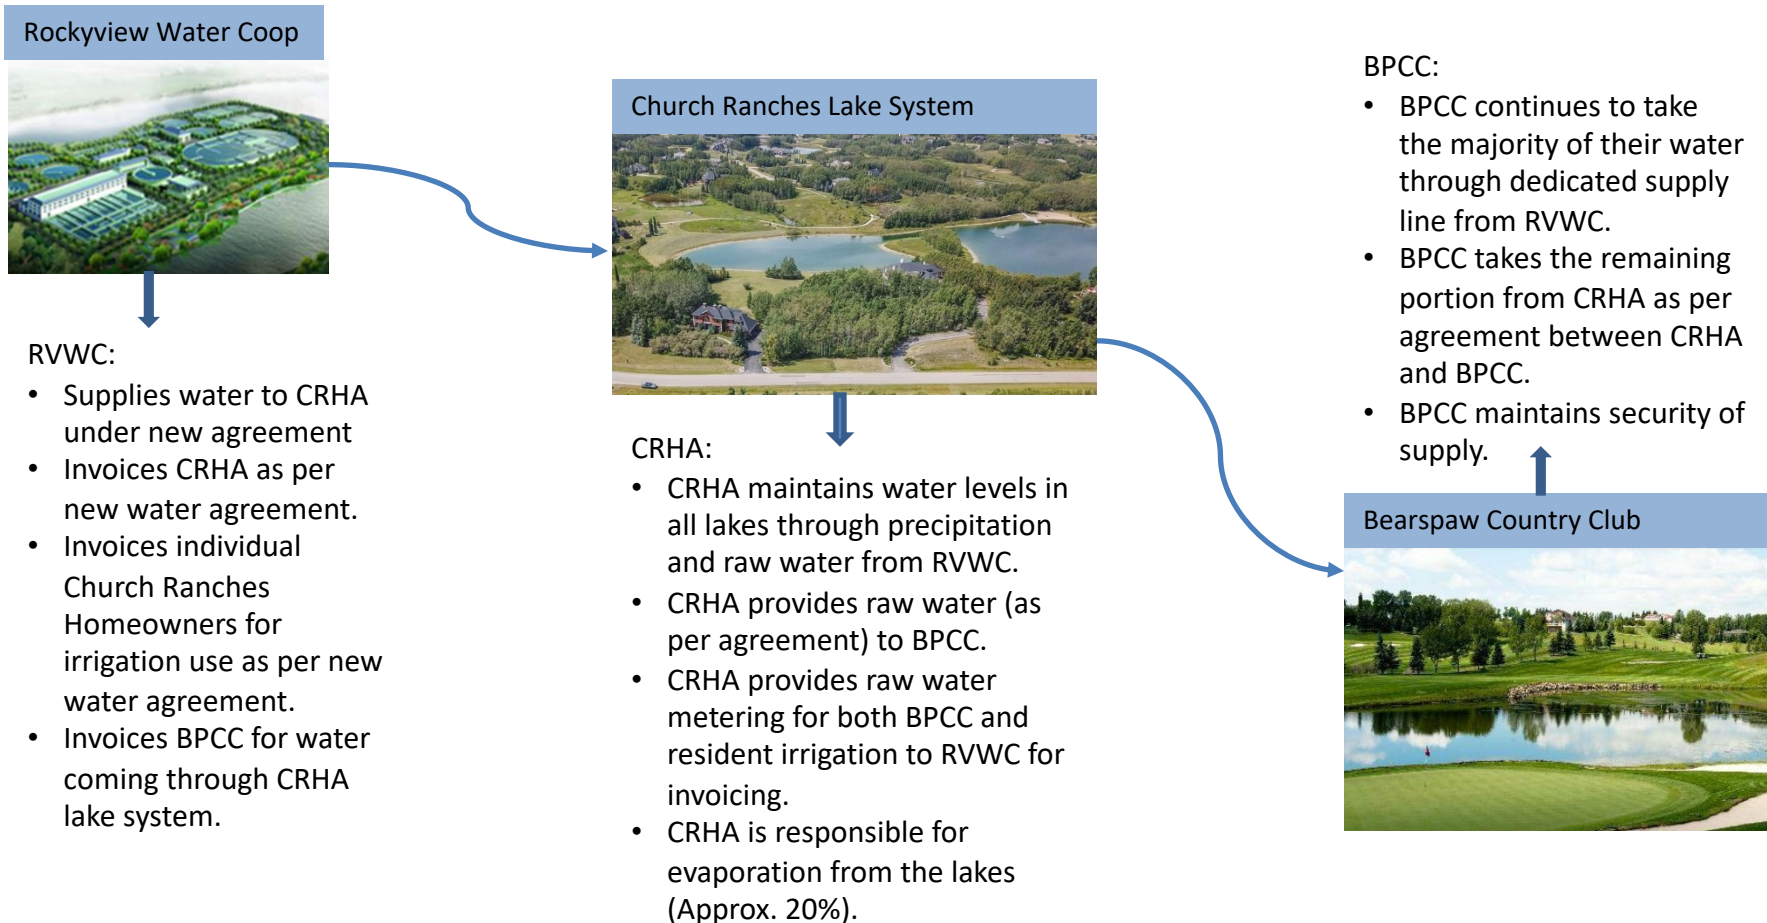 Rockyview Water Coop
RVWC:
• Supplies water to CRHA
under new agreement
• Invoices CRHA as per
new water agreement.
• Invoices individual
Church Ranches
Homeowners for
irrigation use as per new
water agreement.
• Invoices BPCC for water
coming through CRHA
lake system.
Church Ranches Lake System
CRHA:
• CRHA maintains water levels in
all lakes through precipitation
and raw water from RVWC.
• CRHA provides raw water (as
per agreement) to BPCC.
• CRHA provides raw water
metering for both BPCC and
resident irrigation to RVWC for
invoicing.
• CRHA is responsible for
evaporation from the lakes
(Approx. 20%).
BPCC:
• BPCC continues to take
the majority of their water
through dedicated supply
line from RVWC.
• BPCC takes the remaining
portion from CRHA as per
agreement between CRHA
and BPCC.
• BPCC maintains security of
supply.
Bearspaw Country Club